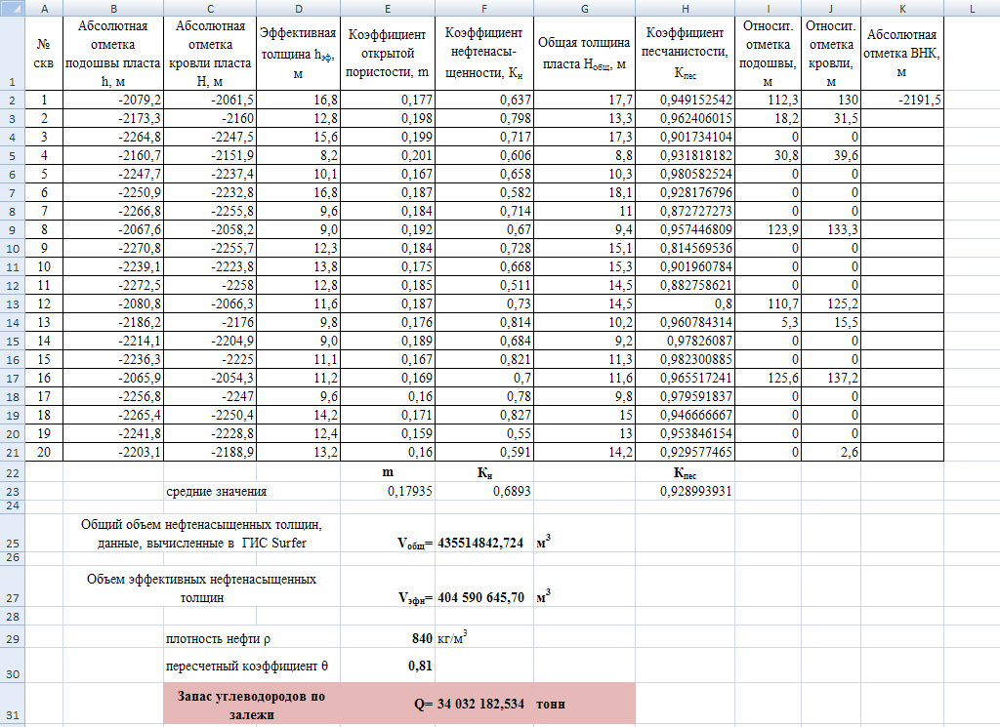 A B C D E F G H I J K L
1 № скв Абсолютная отметка подошвы пласта h, м Абсолютная отметка кровли пласта H, м Эффективная толщина hэф, м Коэффициент открытой пористости, m Коэффициент нефтенасы-щенности, Кн Общая толщина пласта Hобщ, м Коэффициент песчанистости, Кпес Относит. отметка подошвы, м Относит. отметка кровли, м Абсолютная отметка ВНК, м
2 1 -2079,2 -2061,5 16,8 0,177 0,637 17,7 0,949152542 112,3 130 -2191,5
3 2 -2173,3 -2160 12,8 0,198 0,798 13,3 0,962406015 18,2 31,5
4 3 -2264,8 -2247,5 15,6 0,199 0,717 17,3 0,901734104 0 0
5 4 -2160,7 -2151,9 8,2 0,201 0,606 8,8 0,931818182 30,8 39,6
6 5 -2247,7 -2237,4 10,1 0,167 0,658 10,3 0,980582524 0 0
7 6 -2250,9 -2232,8 16,8 0,187 0,582 18,1 0,928176796 0 0
8 7 -2266,8 -2255,8 9,6 0,184 0,714 11 0,872727273 0 0
9 8 -2067,6 -2058,2 9,0 0,192 0,67 9,4 0,957446809 123,9 133,3
10 9 -2270,8 -2255,7 12,3 0,184 0,728 15,1 0,814569536 0 0
11 10 -2239,1 -2223,8 13,8 0,175 0,668 15,3 0,901960784 0 0
12 11 -2272,5 -2258 12,8 0,185 0,511 14,5 0,882758621 0 0
13 12 -2080,8 -2066,3 11,6 0,187 0,73 14,5 0,8 110,7 125,2
14 13 -2186,2 -2176 9,8 0,176 0,814 10,2 0,960784314 5,3 15,5
15 14 -2214,1 -2204,9 9,0 0,189 0,684 9,2 0,97826087 0 0
16 15 -2236,3 -2225 11,1 0,167 0,821 11,3 0,982300885 0 0
17 16 -2065,9 -2054,3 11,2 0,169 0,7 11,6 0,965517241 125,6 137,2
18 17 -2256,8 -2247 9,6 0,16 0,78 9,8 0,979591837 0 0
19 18 -2265,4 -2250,4 14,2 0,171 0,827 15 0,946666667 0 0
20 19 -2241,8 -2228,8 12,4 0,159 0,55 13 0,953846154 0 0
21 20 -2203,1 -2188,9 13,2 0,16 0,591 14,2 0,929577465 0 2,6
22 m Кн Кпес
23 средние значения 0,17935 0,6893 0,928993931
24
25 Общий объем нефтенасыщенных толщин,
данные, вычисленные в ГИС Surfer Vобщ= 435514842,724 м³
26
27 Объем эффективных нефтенасыщенных
толщин Vэфн= 404 590 645,70 м³
28
29 плотность нефти ρ 840 кг/м³
30 пересчетный коэффициент θ 0,81
31 Запас углеводородов по
залежи Q= 34 032 182,534 тонн